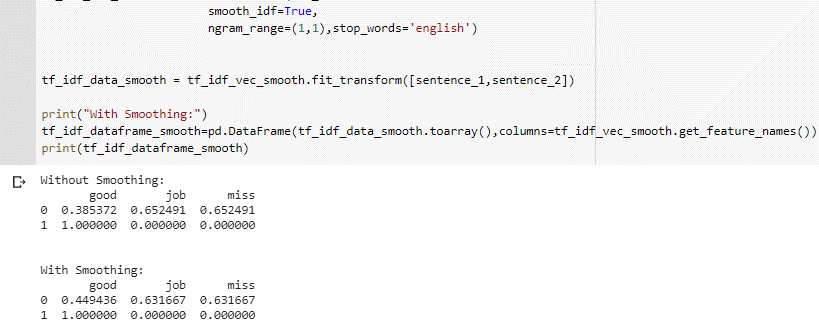 smooth_idf=True,
ngram_range=(1,1),stop_words='english')
tf_idf_data_smooth = tf_idf_vec_smooth.fit_transform([sentence_1,sentence_2])
print("With Smoothing:")
tf_idf_dataframe_smooth=pd.DataFrame(tf_idf_data_smooth.toarray(),columns=tf_idf_vec_smooth.get_feature_names())
print(tf_idf_dataframe_smooth)
Without Smoothing:
good job miss
0 0.385372 0.652491 0.652491
1 1.000000 0.000000 0.000000
With Smoothing:
good job miss
0 0.449436 0.631667 0.631667
1 1.000000 0.000000 0.000000